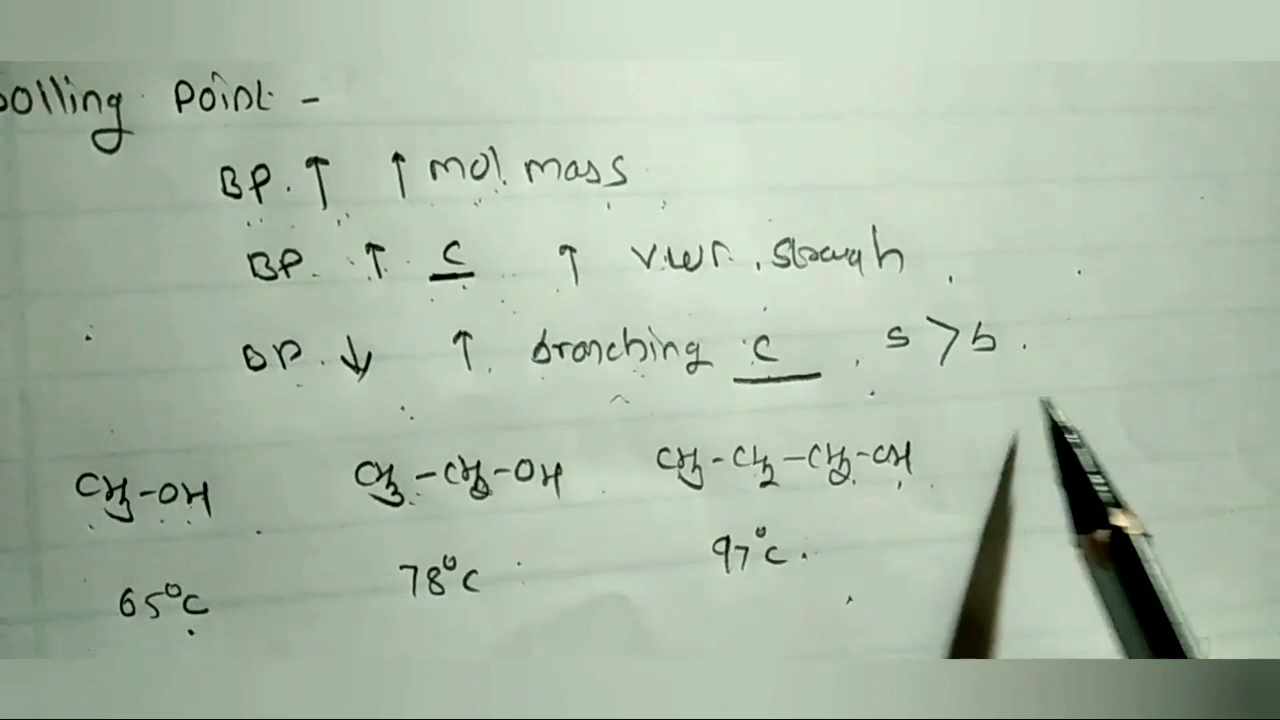 oiling Point -
BP. ↑ ↑ mol. mass
BP. ↑ C ↑ V.W.F.
BP. ↓ ↑ branching C , s > b .
CH3-OH CH3-CH2-OH CH3-CH2-CH2-OH
65°C 78°C 97°C.